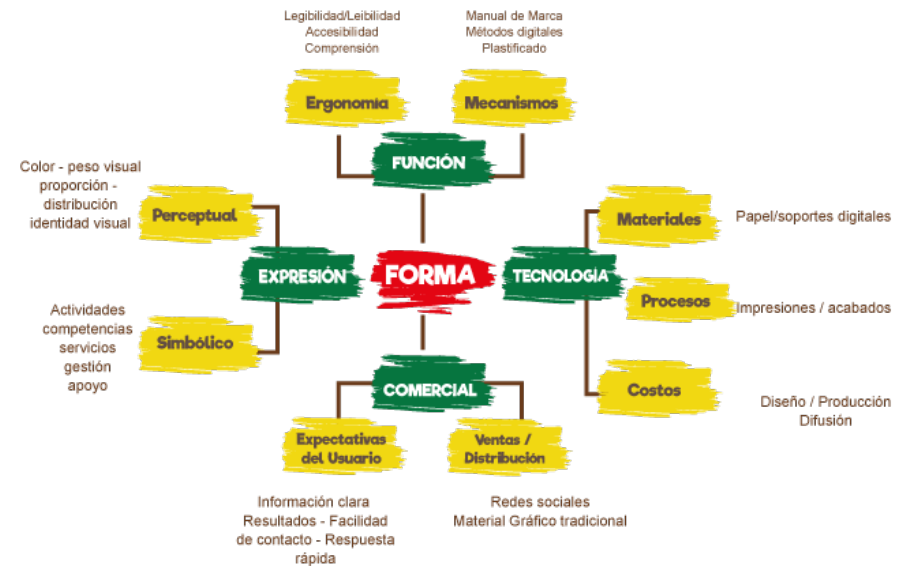 Legibilidad/Leibilidad
Accesibilidad
Comprensión
Manual de Marca
Métodos digitales
Plastificado
Ergonomía
Mecanismos
FUNCIÓN
Color - peso visual
proporción -
distribución
identidad visual
Perceptual
Materiales
Papel/soportes digitales
EXPRESIÓN
FORMA
TECNOLOGÍA
Procesos
Impresiones / acabados
Actividades
competencias
servicios
gestión
apoyo
Simbólico
COMERCIAL
Costos
Diseño / Producción
Difusión
Expectativas
del Usuario
Ventas /
Distribución
Información clara
Resultados - Facilidad
de contacto - Respuesta
rápida
Redes sociales
Material Gráfico tradicional